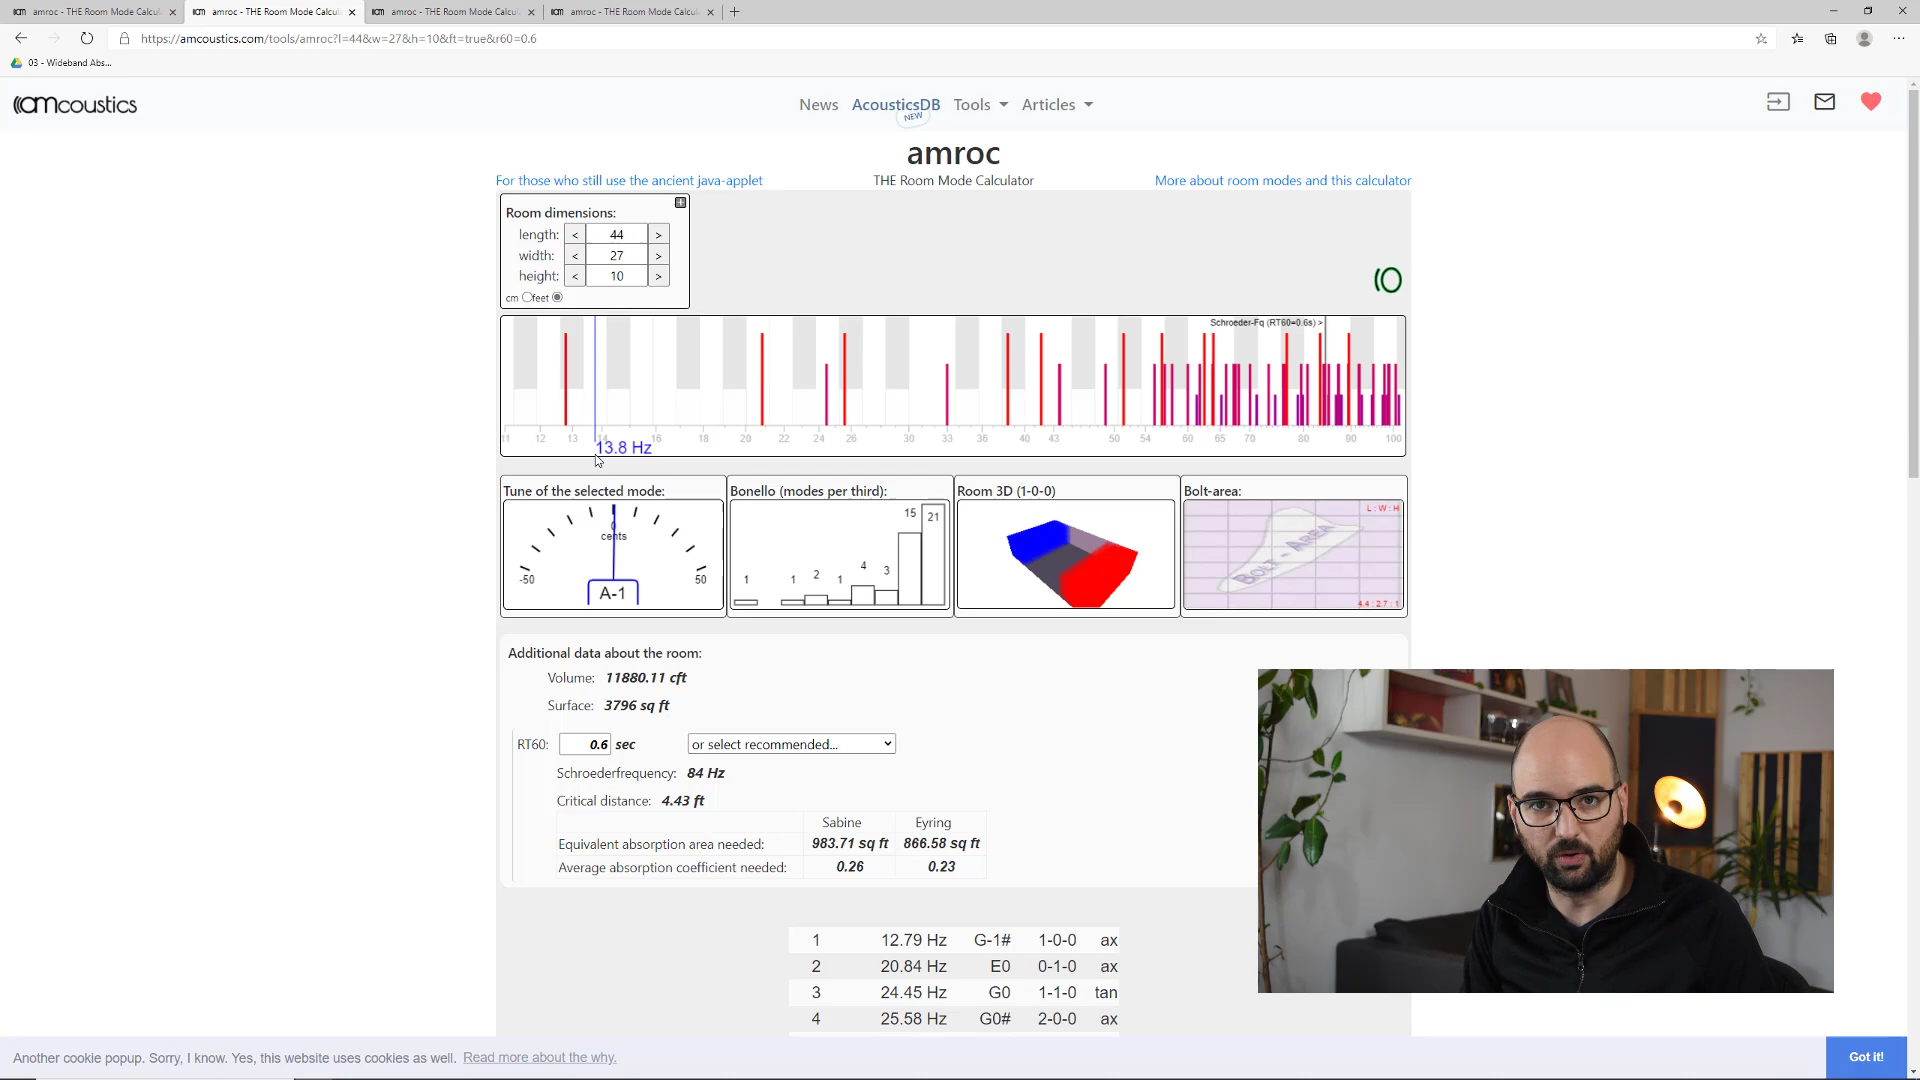 amroc - THE Room Mode Calcul
amroc - THE Room Mode Calcul
amroc - THE Room Mode Calcul
amroc - THE Room Mode Calcul
https://amcoustics.com/tools/amroc?l=44&w=27&h=10&ft=true&r60=0.6
03 - Wideband Abs...
amcoustics
News
AcousticsDB
NEW
Tools
Articles
amroc
For those who still use the ancient java-applet
THE Room Mode Calculator
More about room modes and this calculator
Room dimensions:
length: < 44 >
width: < 27 >
height: < 10 >
cm feet
Schroeder-Fq (RT60=0.6s) >
11 12 13 14 16 18 20 22 24 26 30 33 36 40 43 50 54 60 65 70 80 90 100
13.8 Hz
Tune of the selected mode:
0
cents
-50 50
A-1
Bonello (modes per third):
1 1 2 1 4 3 15 21
Room 3D (1-0-0)
Bolt-area:
L : W : H
BOLT - AREA
4.4 : 2.7 : 1
Additional data about the room:
Volume: 11880.11 cft
Surface: 3796 sq ft
RT60: 0.6 sec or select recommended...
Schroederfrequency: 84 Hz
Critical distance: 4.43 ft
Sabine Eyring
Equivalent absorption area needed: 983.71 sq ft 866.58 sq ft
Average absorption coefficient needed: 0.26 0.23
1 12.79 Hz G-1# 1-0-0 ax
2 20.84 Hz E0 0-1-0 ax
3 24.45 Hz G0 1-1-0 tan
4 25.58 Hz G0# 2-0-0 ax
Another cookie popup. Sorry, I know. Yes, this website uses cookies as well. Read more about the why.
Got it!